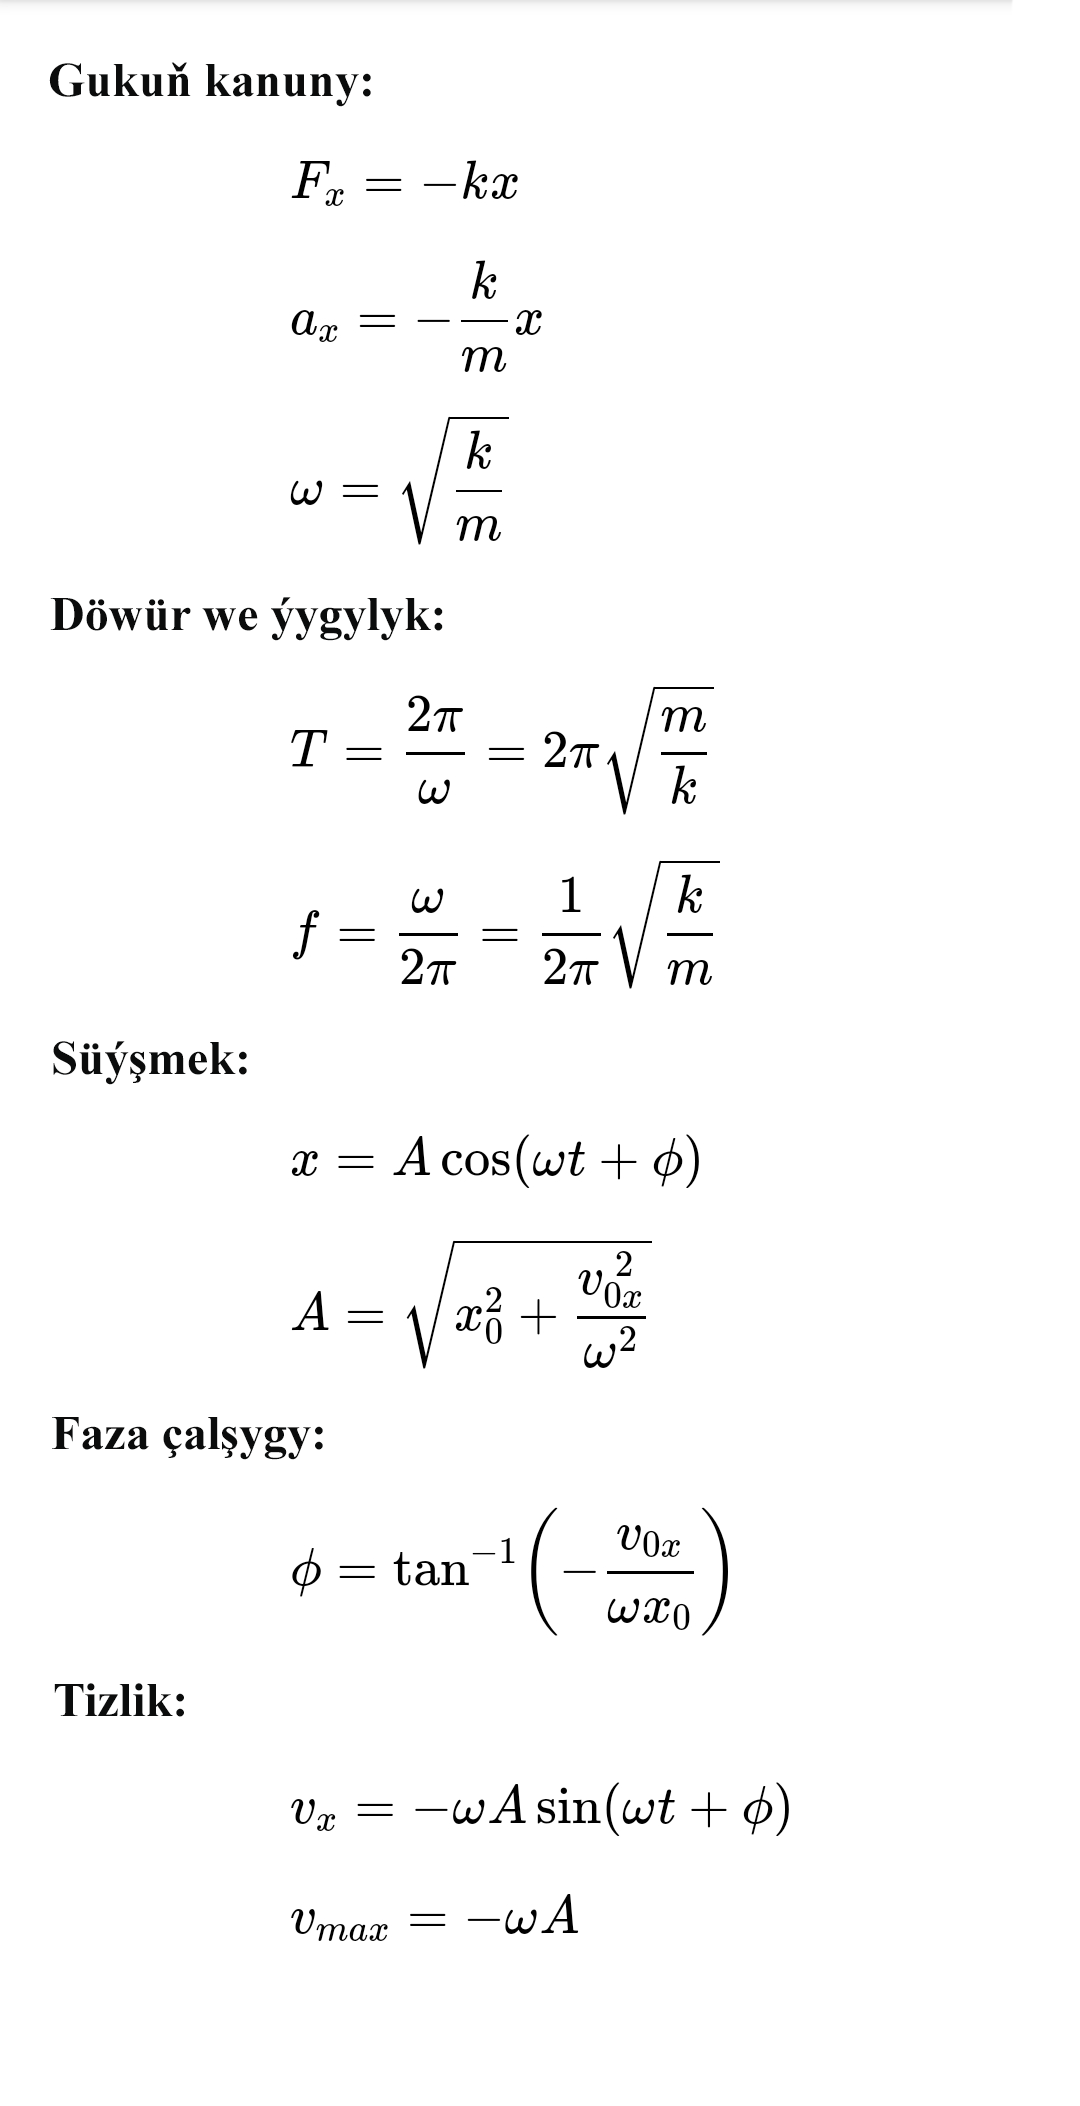 Gukuň kanuny:
$F_x = -kx$
$a_x = -\frac{k}{m}x$
$\omega = \sqrt{\frac{k}{m}}$
Döwür we ýygylyk:
$T = \frac{2\pi}{\omega} = 2\pi\sqrt{\frac{m}{k}}$
$f = \frac{\omega}{2\pi} = \frac{1}{2\pi}\sqrt{\frac{k}{m}}$
Süýşmek:
$x = A\cos(\omega t + \phi)$
$A = \sqrt{x_0^2 + \frac{v_{0x}^2}{\omega^2}}$
Faza çalşygy:
$\phi = \tan^{-1}\left(-\frac{v_{0x}}{\omega x_0}\right)$
Tizlik:
$v_x = -\omega A\sin(\omega t + \phi)$
$v_{max} = -\omega A$